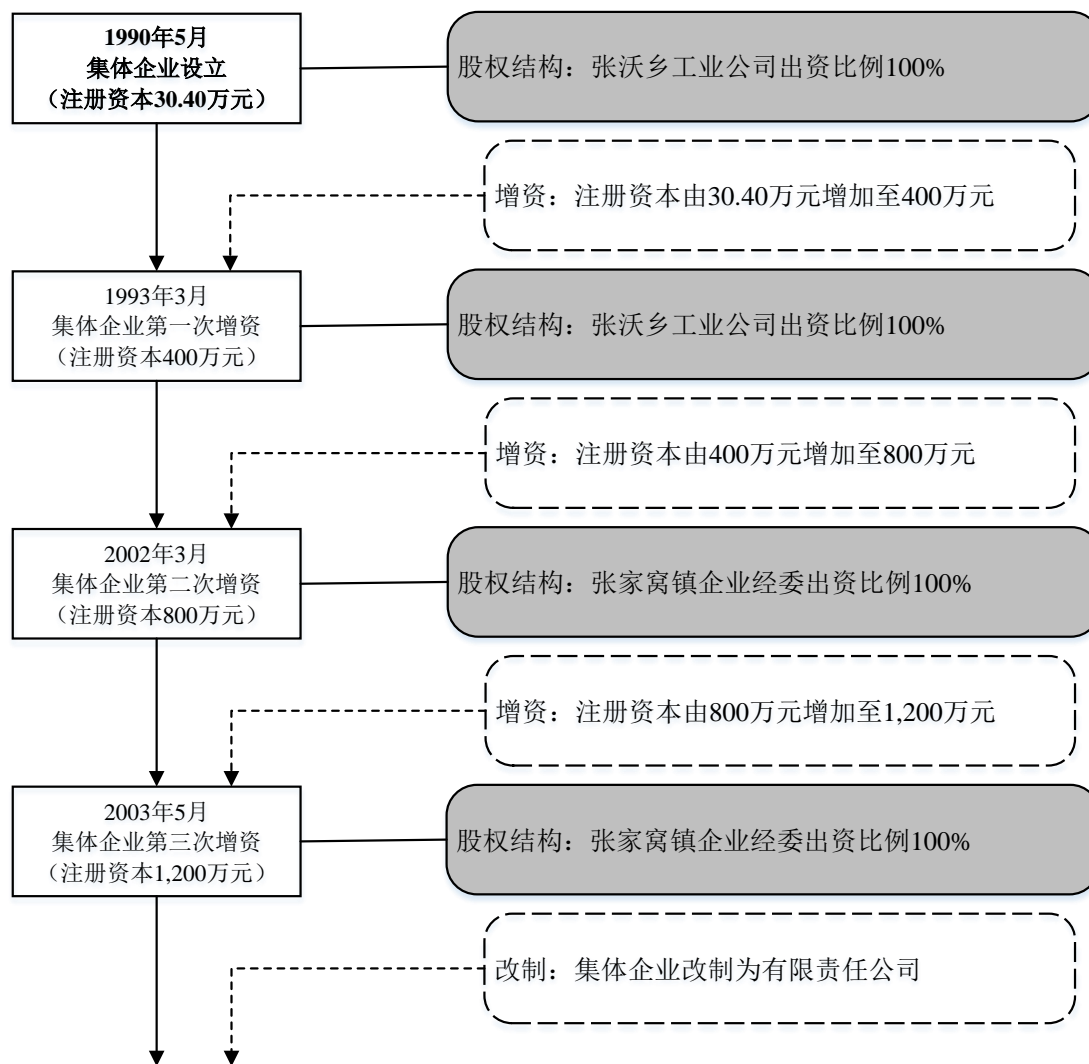 1990年5月
集体企业设立
（注册资本30.40万元）
股权结构：张沃乡工业公司出资比例100%
增资：注册资本由30.40万元增加至400万元
1993年3月
集体企业第一次增资
（注册资本400万元）
股权结构：张沃乡工业公司出资比例100%
增资：注册资本由400万元增加至800万元
2002年3月
集体企业第二次增资
（注册资本800万元）
股权结构：张家窝镇企业经委出资比例100%
增资：注册资本由800万元增加至1,200万元
2003年5月
集体企业第三次增资
（注册资本1,200万元）
股权结构：张家窝镇企业经委出资比例100%
改制：集体企业改制为有限责任公司